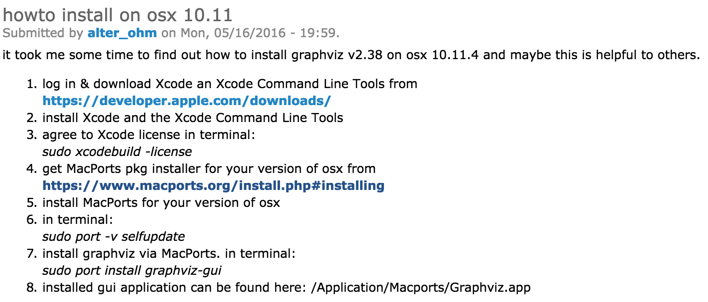 howto install on osx 10.11
Submitted by alter_ohm on Mon, 05/16/2016 - 19:59.
it took me some time to find out how to install graphviz v2.38 on osx 10.11.4 and maybe this is helpful to others.
1. log in & download Xcode an Xcode Command Line Tools from
https://developer.apple.com/downloads/
2. install Xcode and the Xcode Command Line Tools
3. agree to Xcode license in terminal:
sudo xcodebuild -license
4. get MacPorts pkg installer for your version of osx from
https://www.macports.org/install.php#installing
5. install MacPorts for your version of osx
6. in terminal:
sudo port -v selfupdate
7. install graphviz via MacPorts. in terminal:
sudo port install graphviz-gui
8. installed gui application can be found here: /Application/Macports/Graphviz.app